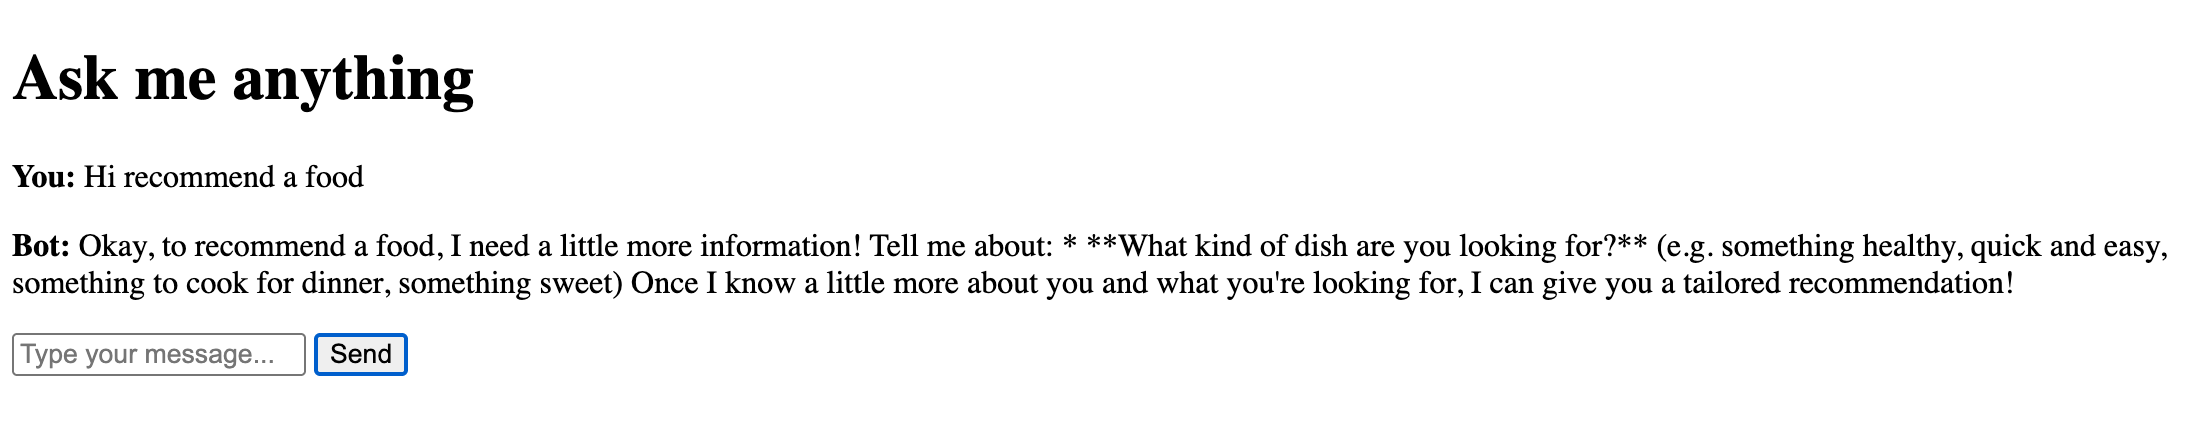 Ask me anything
You: Hi recommend a food
Bot: Okay, to recommend a food, I need a little more information! Tell me about: * **What kind of dish are you looking for?** (e.g. something healthy, quick and easy,
something to cook for dinner, something sweet) Once I know a little more about you and what you're looking for, I can give you a tailored recommendation!
Type your message... Send